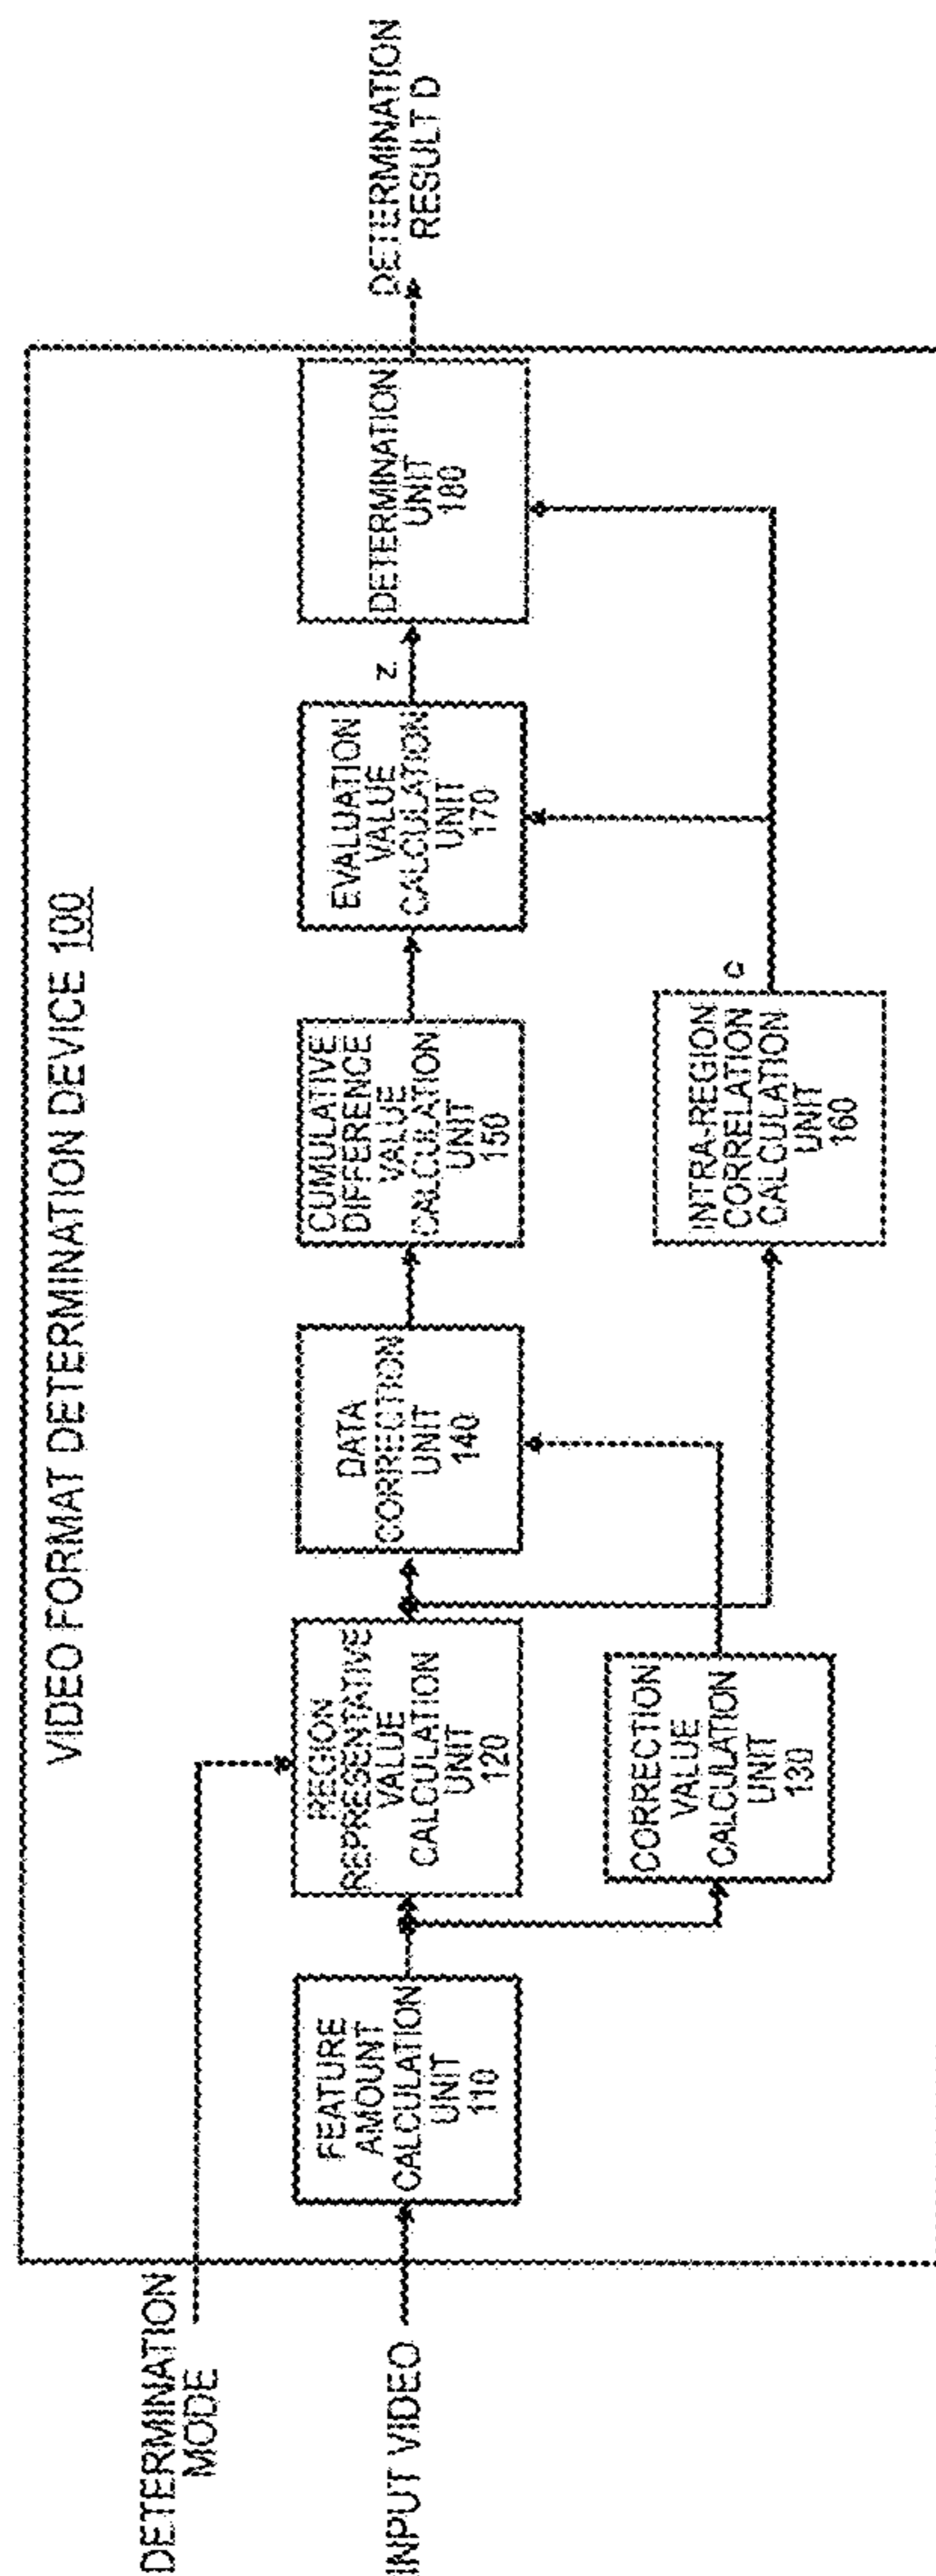 VIDEO FORMAT DETERMINATION DEVICE 100
DETERMINATION
MODE
INPUT VIDEO
FEATURE
AMOUNT
CALCULATION
UNIT
110
REGION
REPRESENTATIVE
VALUE
CALCULATION
UNIT
120
CORRECTION
VALUE
CALCULATION
UNIT
130
DATA
CORRECTION
UNIT
140
CUMULATIVE
DIFFERENCE
VALUE
CALCULATION
UNIT
150
INTRA-REGION
CORRELATION
CALCULATION
UNIT
160
C
EVALUATION
VALUE
CALCULATION
UNIT
170
Z
DETERMINATION
UNIT
180
DETERMINATION
RESULT D